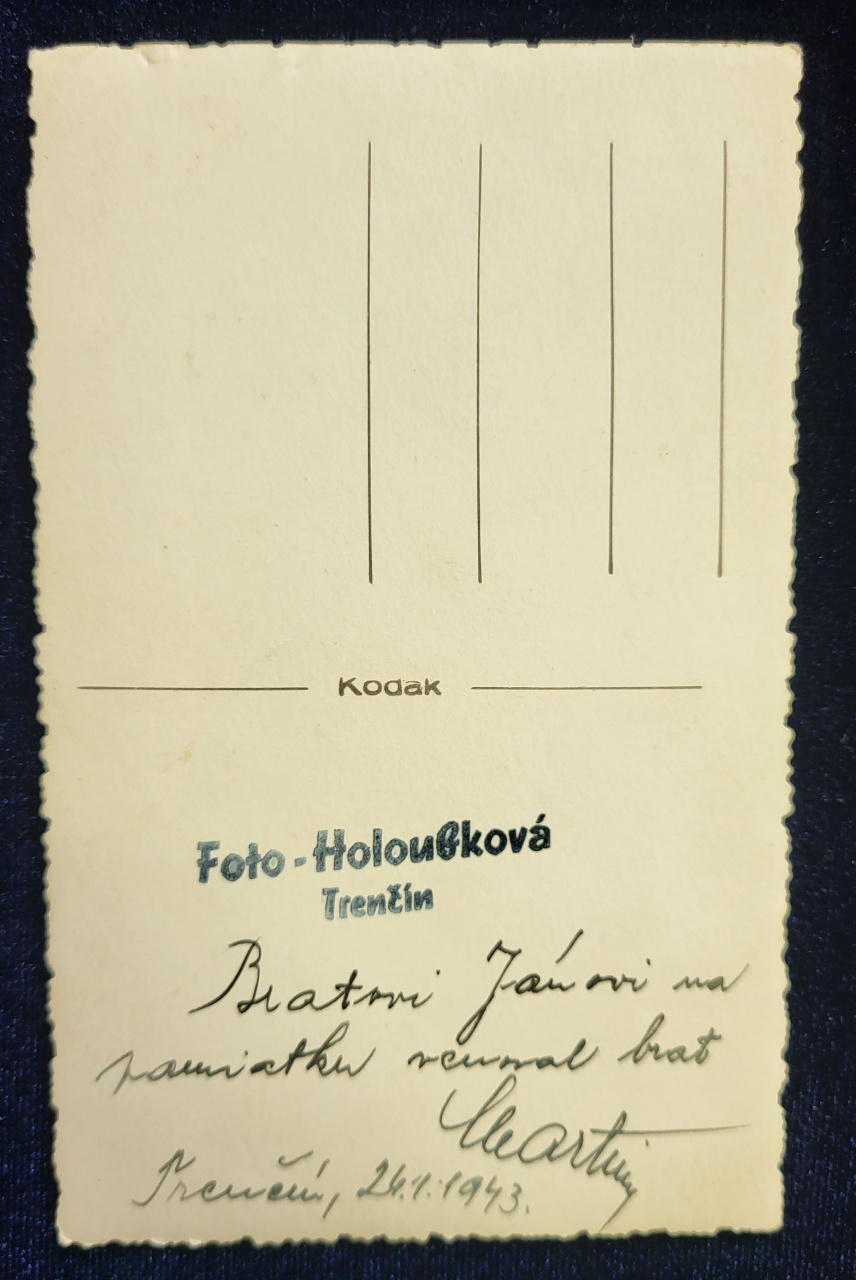 Kodak
Foto-Holoubková
Trenčín
Bratovi Jánovi na
pamiatku venoval brat
Martin
Trenčín, 24.1.1943.